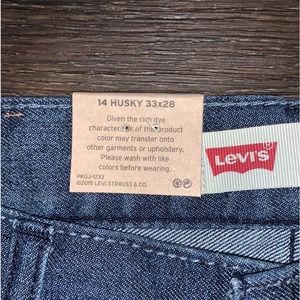 14 HUSKY 33x28
Given the rich dye
characteristics of this product
color may transfer onto
other garments or upholstery.
Please wash with like
colors before wearing.
PKGJ-1233
©2015 LEVI STRAUSS & CO.
LEVI'S